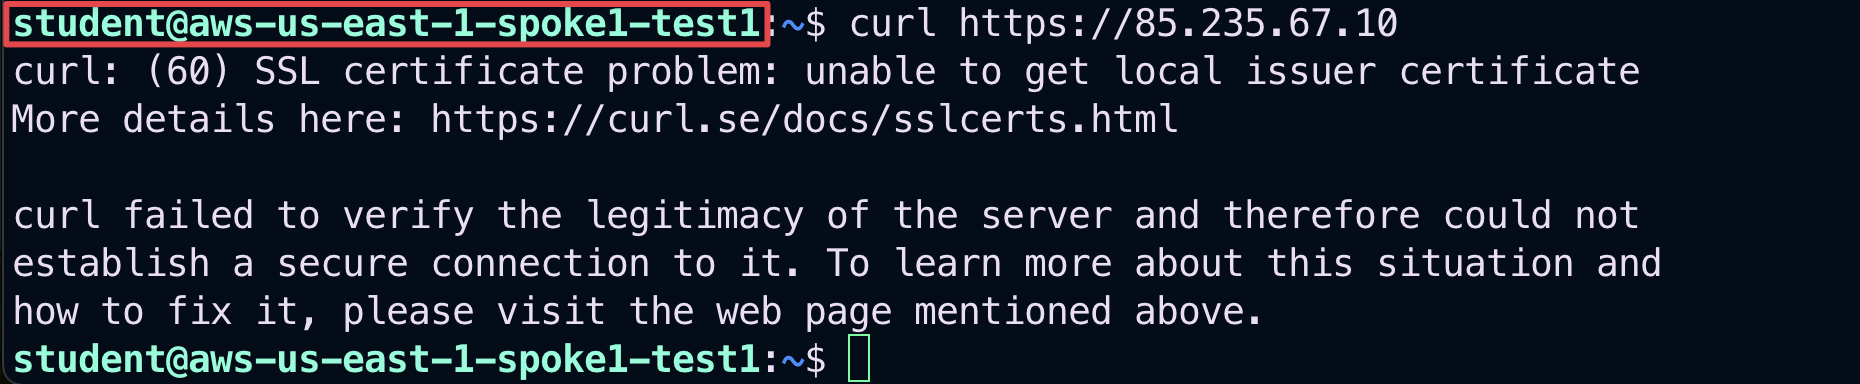 student@aws-us-east-1-spoke1-test1:~$ curl https://85.235.67.10
curl: (60) SSL certificate problem: unable to get local issuer certificate
More details here: https://curl.se/docs/sslcerts.html

curl failed to verify the legitimacy of the server and therefore could not
establish a secure connection to it. To learn more about this situation and
how to fix it, please visit the web page mentioned above.
student@aws-us-east-1-spoke1-test1:~$